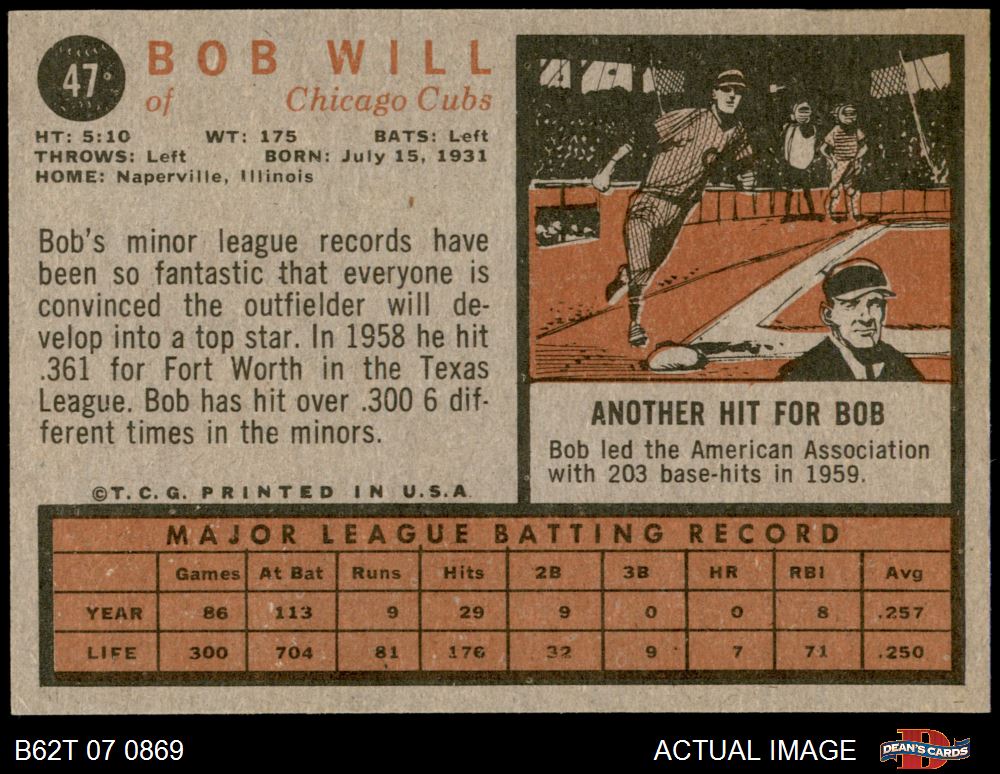 47
BOB WILL
of Chicago Cubs
HT: 5:10 WT: 175 BATS: Left
THROWS: Left BORN: July 15, 1931
HOME: Naperville, Illinois
Bob's minor league records have
been so fantastic that everyone is
convinced the outfielder will de-
velop into a top star. In 1958 he hit
.361 for Fort Worth in the Texas
League. Bob has hit over .300 6 dif-
ferent times in the minors.
©T.C.G. PRINTED IN U.S.A.
ANOTHER HIT FOR BOB
Bob led the American Association
with 203 base-hits in 1959.
MAJOR LEAGUE BATTING RECORD
Games At Bat Runs Hits 2B 3B HR RBI Avg
YEAR 86 113 9 29 9 0 0 8 .257
LIFE 300 704 81 176 32 9 7 71 .250
B62T 07 0869 ACTUAL IMAGE DEAN'S CARDS